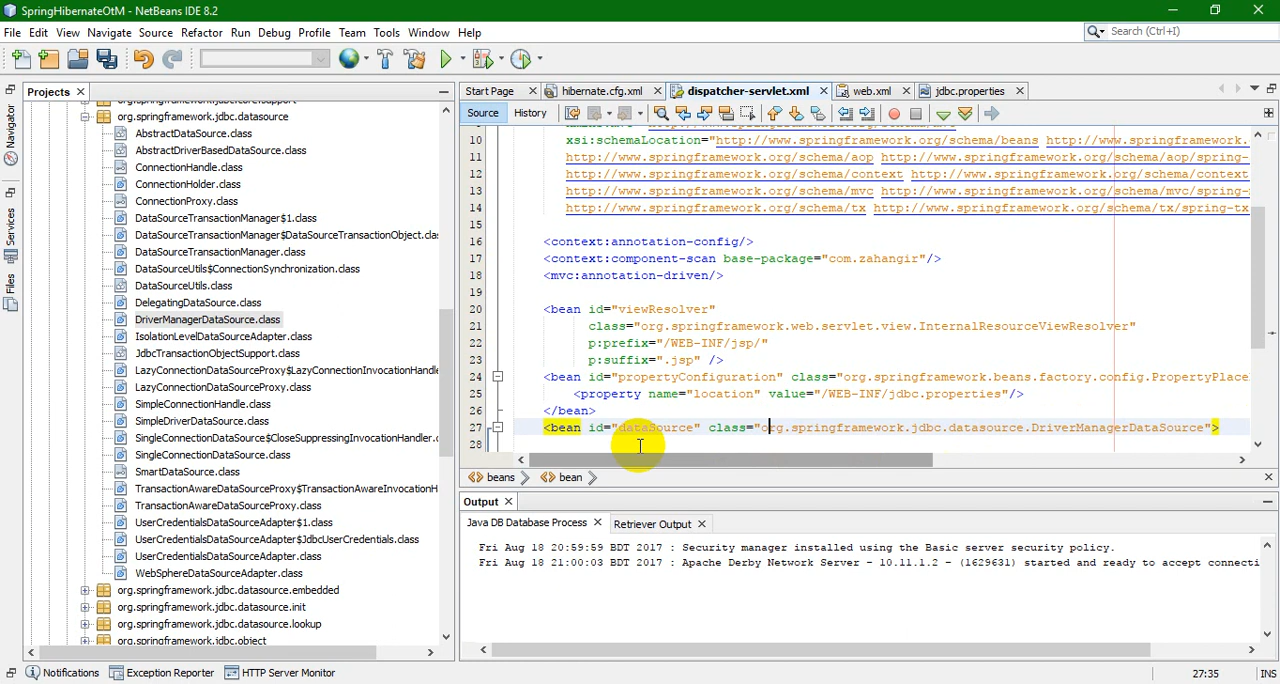 SpringHibernateOtM - NetBeans IDE 8.2
File Edit View Navigate Source Refactor Run Debug Profile Team Tools Window Help
Search (Ctrl+I)
Projects
Start Page hibernate.cfg.xml dispatcher-servlet.xml web.xml jdbc.properties
Source History
Navigator
Services
Files
org.springframework.jdbc.datasource
AbstractDataSource.class
AbstractDriverBasedDataSource.class
ConnectionHandle.class
ConnectionHolder.class
ConnectionProxy.class
DataSourceTransactionManager$1.class
DataSourceTransactionManager$DataSourceTransactionObject.cla
DataSourceTransactionManager.class
DataSourceUtils$ConnectionSynchronization.class
DataSourceUtils.class
DelegatingDataSource.class
DriverManagerDataSource.class
IsolationLevelDataSourceAdapter.class
JdbcTransactionObjectSupport.class
LazyConnectionDataSourceProxy$LazyConnectionInvocationHandle
LazyConnectionDataSourceProxy.class
SimpleConnectionHandle.class
SimpleDriverDataSource.class
SingleConnectionDataSource$CloseSuppressingInvocationHandler.c
SingleConnectionDataSource.class
SmartDataSource.class
TransactionAwareDataSourceProxy$TransactionAwareInvocationH
TransactionAwareDataSourceProxy.class
UserCredentialsDataSourceAdapter$1.class
UserCredentialsDataSourceAdapter$JdbcUserCredentials.class
UserCredentialsDataSourceAdapter.class
WebSphereDataSourceAdapter.class
org.springframework.jdbc.datasource.embedded
org.springframework.jdbc.datasource.init
org.springframework.jdbc.datasource.lookup
org.springframework.jdbc.object
10 xsi:schemaLocation="http://www.springframework.org/schema/beans http://www.springframework.
11 http://www.springframework.org/schema/aop http://www.springframework.org/schema/aop/spring-
12 http://www.springframework.org/schema/context http://www.springframework.org/schema/context
13 http://www.springframework.org/schema/mvc http://www.springframework.org/schema/mvc/spring-
14 http://www.springframework.org/schema/tx http://www.springframework.org/schema/tx/spring-tx
15
16 <context:annotation-config/>
17 <context:component-scan base-package="com.zahangir"/>
18 <mvc:annotation-driven/>
19
20 <bean id="viewResolver"
21 class="org.springframework.web.servlet.view.InternalResourceViewResolver"
22 p:prefix="/WEB-INF/jsp/"
23 p:suffix=".jsp" />
24 <bean id="propertyConfiguration" class="org.springframework.beans.factory.config.PropertyPlace
25 <property name="location" value="/WEB-INF/jdbc.properties"/>
26 </bean>
27 <bean id="dataSource" class="org.springframework.jdbc.datasource.DriverManagerDataSource">
28
beans bean
Output
Java DB Database Process Retriever Output
Fri Aug 18 20:59:59 BDT 2017 : Security manager installed using the Basic server security policy.
Fri Aug 18 21:00:03 BDT 2017 : Apache Derby Network Server - 10.11.1.2 - (1629631) started and ready to accept connecti
Notifications Exception Reporter HTTP Server Monitor
27:35 INS